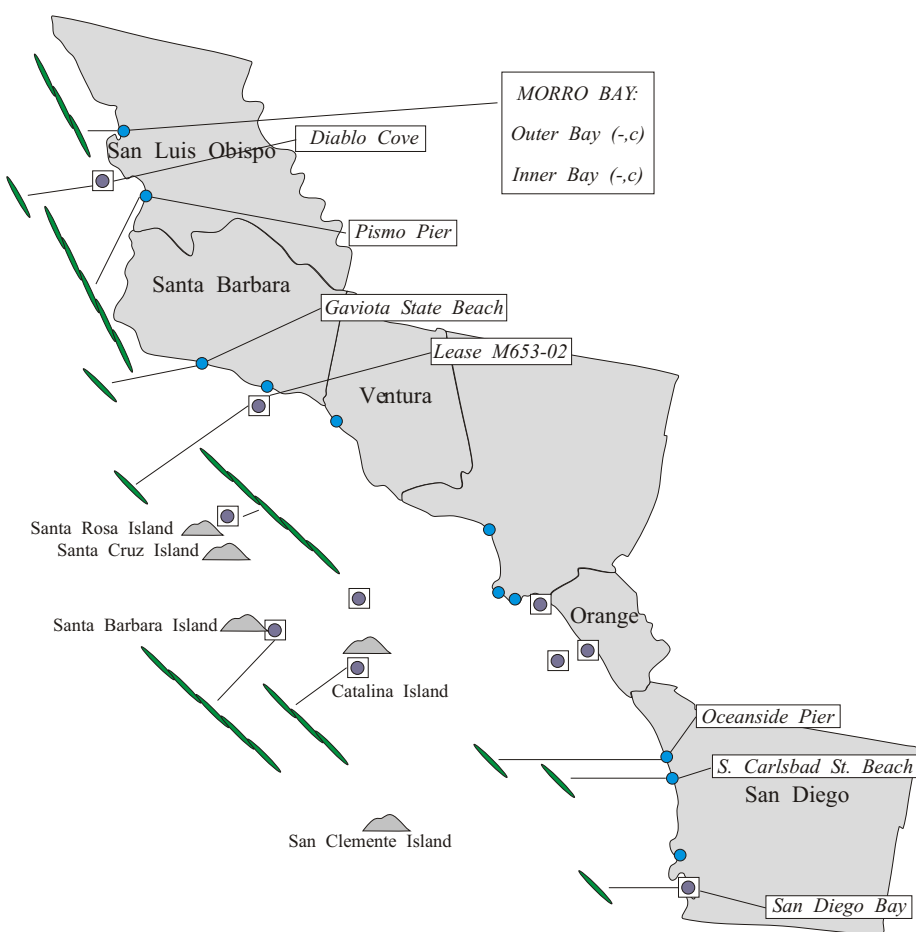 MORRO BAY:
Outer Bay (-,c)
Inner Bay (-,c)
Diablo Cove
San Luis Obispo
Pismo Pier
Santa Barbara
Gaviota State Beach
Lease M653-02
Ventura
Santa Rosa Island
Santa Cruz Island
Santa Barbara Island
Orange
Catalina Island
Oceanside Pier
S. Carlsbad St. Beach
San Diego
San Clemente Island
San Diego Bay